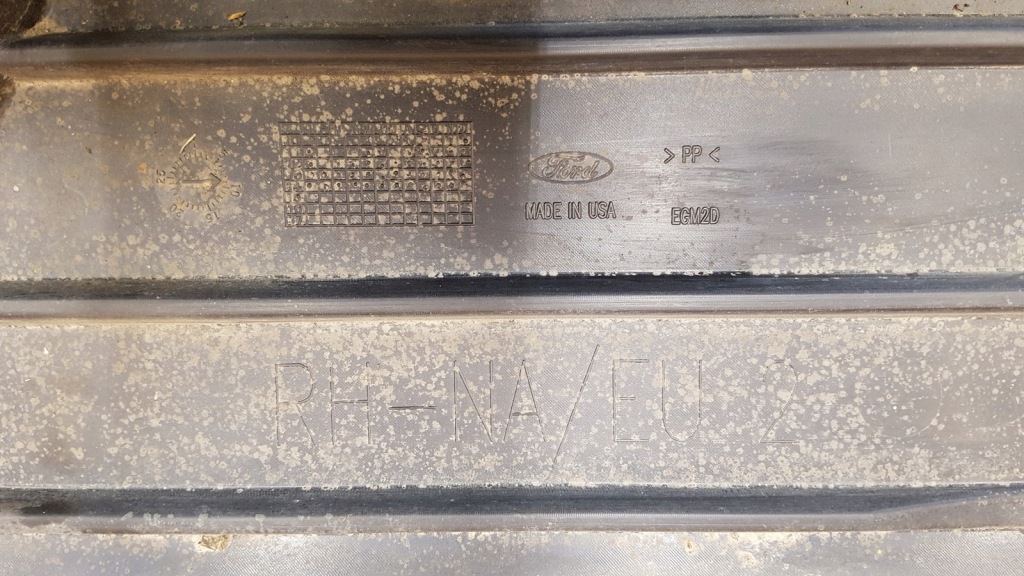 Ford
> PP <
MADE IN USA
EGM2D
RH-NA/EU 2